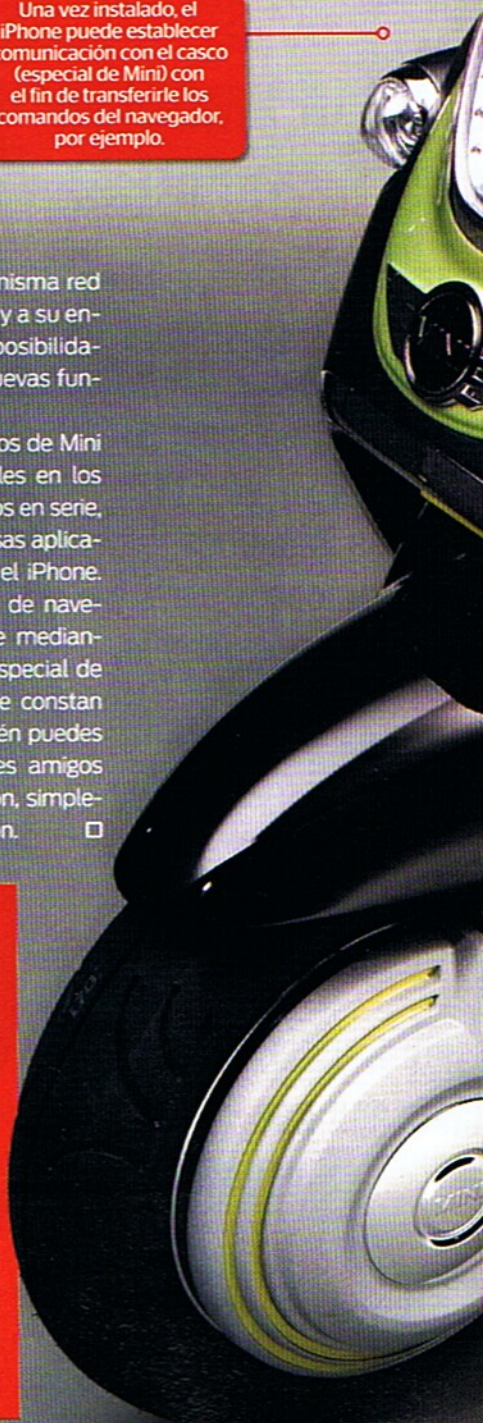 Una vez instalado, el
iPhone puede establecer
comunicación con el casco
(especial de Mini) con
el fin de transferirle los
comandos del navegador,
por ejemplo.
misma red
y a su en-
posibilida-
uevas fun-
os de Mini
les en los
os en serie,
sas aplica-
el iPhone.
de nave-
e median-
special de
e constan
én puedes
es amigos
ón, simple-
n. □
MINI